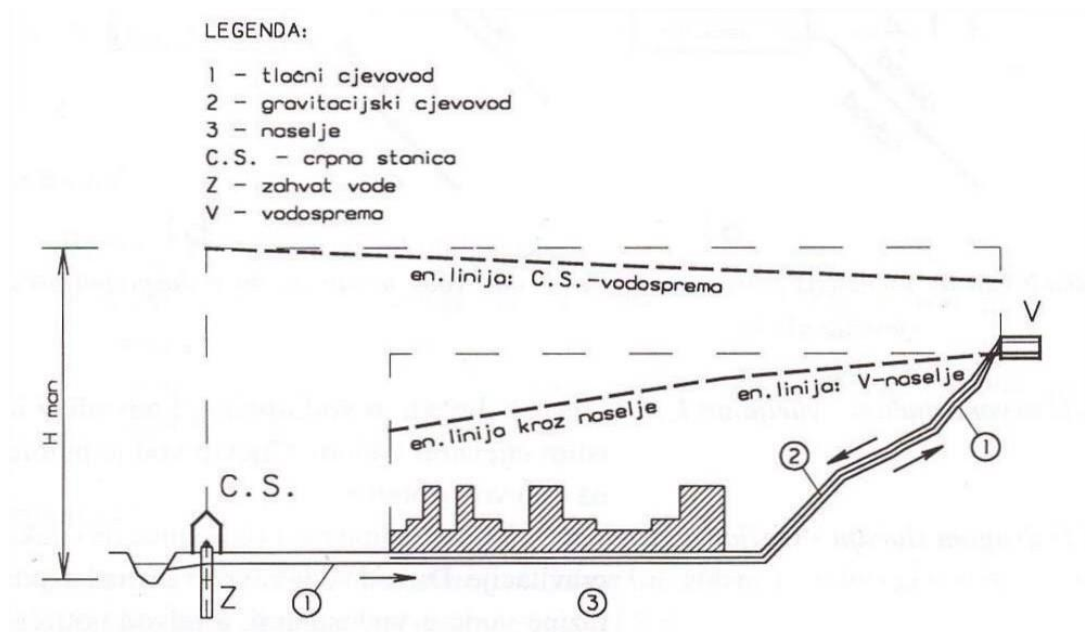 LEGENDA:
1 - tlačni cjevovod
2 - gravitacijski cjevovod
3 - naselje
C.S. - crpna stanica
Z - zahvat vode
V - vodosprema
en.linija: C.S. - vodosprema
V
en.linija: V-naselje
en.linija kroz naselje
H man
C.S.
2
1
Z
1
3